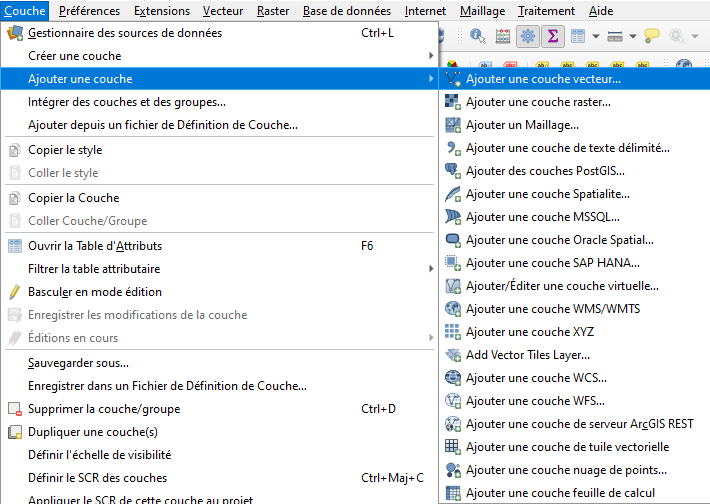 Couche Préférences Extensions Vecteur Raster Base de données Internet Maillage Traitement Aide
Gestionnaire des sources de données Ctrl+L
Créer une couche
Ajouter une couche
Intégrer des couches et des groupes...
Ajouter depuis un fichier de Définition de Couche...
Copier le style
Coller le style
Copier la Couche
Coller Couche/Groupe
Ouvrir la Table d'Attributs F6
Filtrer la table attributaire
Basculer en mode édition
Enregistrer les modifications de la couche
Éditions en cours
Sauvegarder sous...
Enregistrer dans un Fichier de Définition de Couche...
Supprimer la couche/groupe Ctrl+D
Dupliquer une couche(s)
Définir l'échelle de visibilité
Définir le SCR des couches Ctrl+Maj+C
Appliquer le SCR de cette couche au projet
Ajouter une couche vecteur...
Ajouter une couche raster...
Ajouter un Maillage...
Ajouter une couche de texte délimité...
Ajouter des couches PostGIS...
Ajouter une couche Spatialite...
Ajouter une couche MSSQL...
Ajouter une couche Oracle Spatial...
Ajouter une couche SAP HANA...
Ajouter/Éditer une couche virtuelle...
Ajouter une couche WMS/WMTS
Ajouter une couche XYZ
Add Vector Tiles Layer...
Ajouter une couche WCS...
Ajouter une couche WFS...
Ajouter une couche de serveur ArcGIS REST
Ajouter une couche de tuile vectorielle
Ajouter une couche nuage de points...
Ajouter une couche feuille de calcul